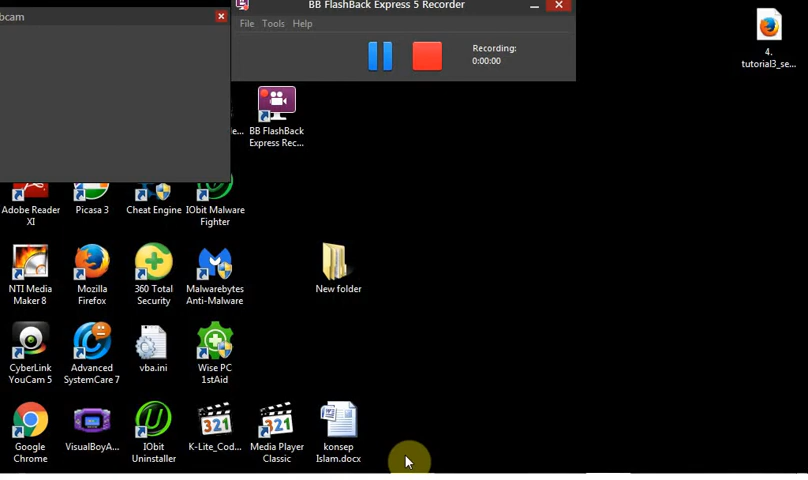 bcam
BB FlashBack Express 5 Recorder
File Tools Help
Recording:
0:00:00
4.
tutorial3_se...
BB FlashBack
Express Rec...
Adobe Reader
XI
Picasa 3
Cheat Engine
IObit Malware
Fighter
NTI Media
Maker 8
Mozilla
Firefox
360 Total
Security
Malwarebytes
Anti-Malware
New folder
CyberLink
YouCam 5
Advanced
SystemCare 7
vba.ini
Wise PC
1stAid
Google
Chrome
VisualBoyA...
IObit
Uninstaller
321
K-Lite_Cod...
321
Media Player
Classic
konsep
Islam.docx